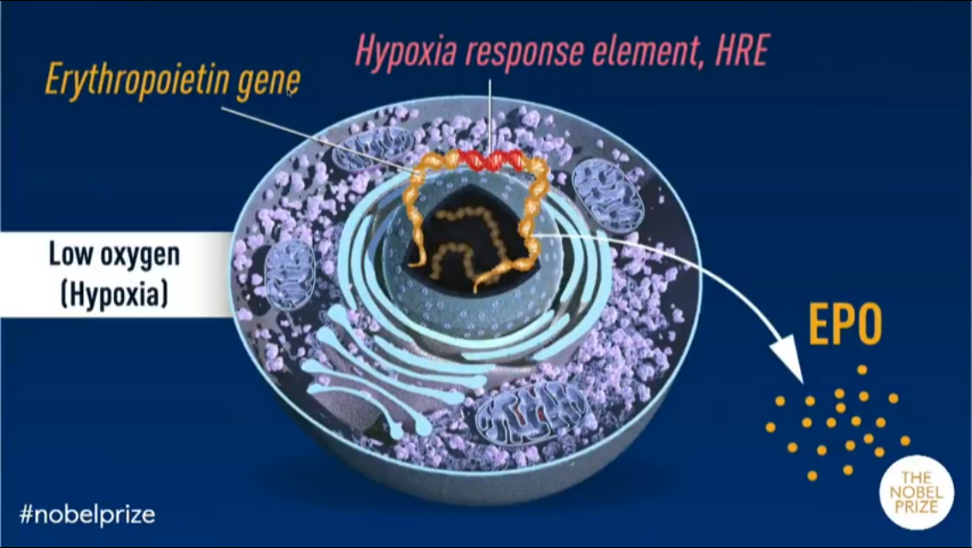 Hypoxia response element, HRE
Erythropoietin gene
Low oxygen
(Hypoxia)
EPO
#nobelprize
THE
NOBEL
PRIZE